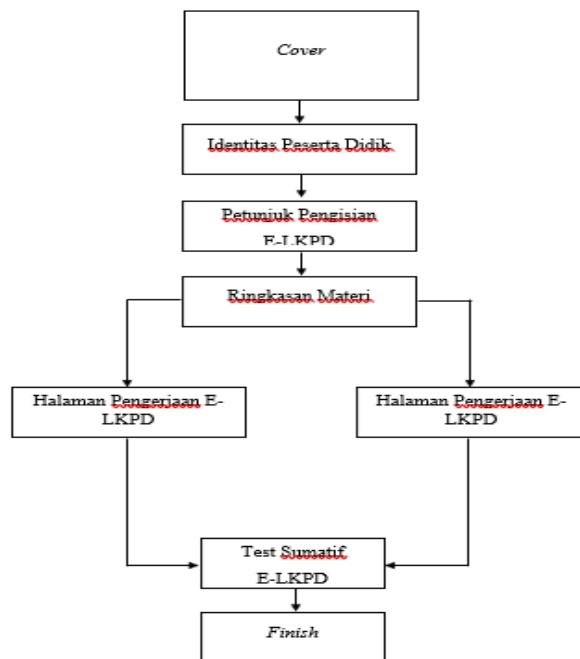 Cover
Identitas Peserta Didik
Petunjuk Pengisian
E-LKPD
Ringkasan Materi
Halaman Pengerjaan E-
LKPD
Halaman Pengerjaan E-
LKPD
Test Sumatif
E-LKPD
Finish